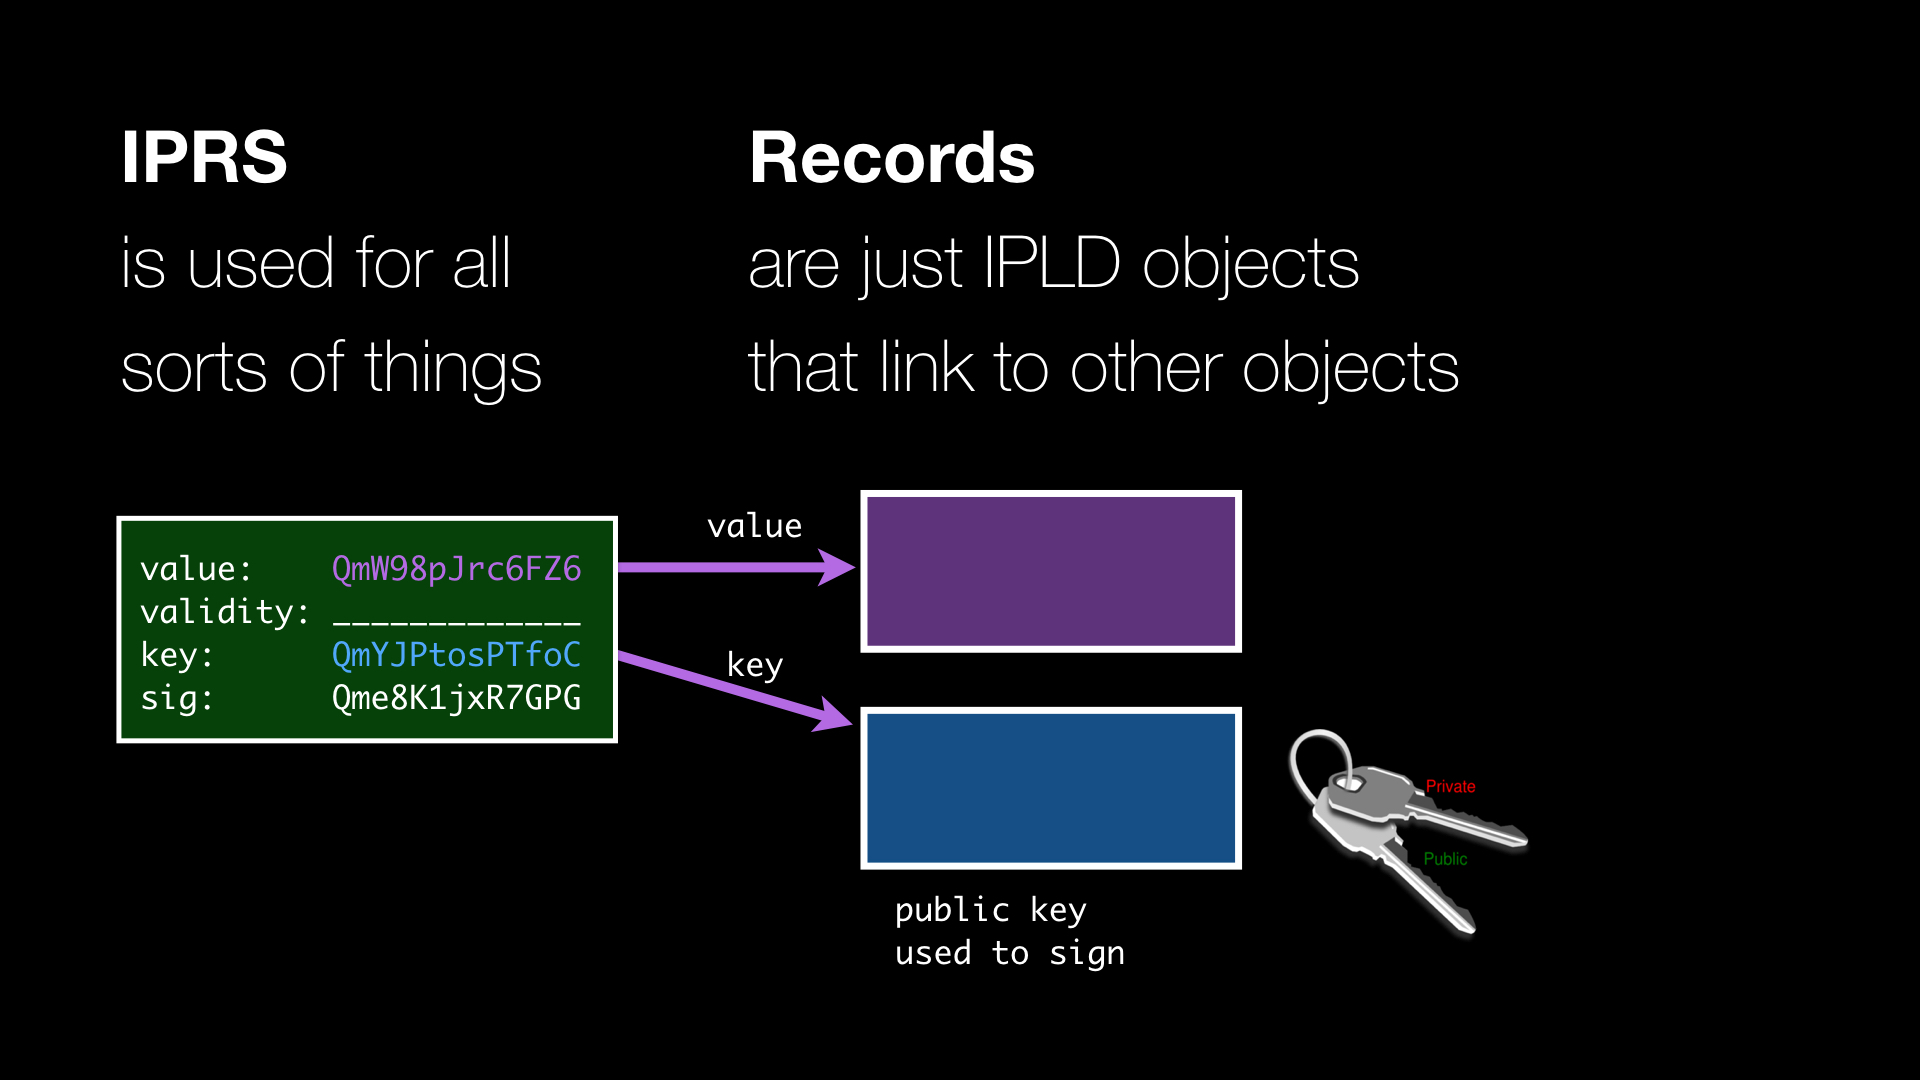 IPRS
is used for all
sorts of things
Records
are just IPLD objects
that link to other objects
value: QmW98pJrc6FZ6
validity: _____________
key: QmYJPtosPTfoC
sig: Qme8K1jxR7GPG
value
key
Private
Public
public key
used to sign